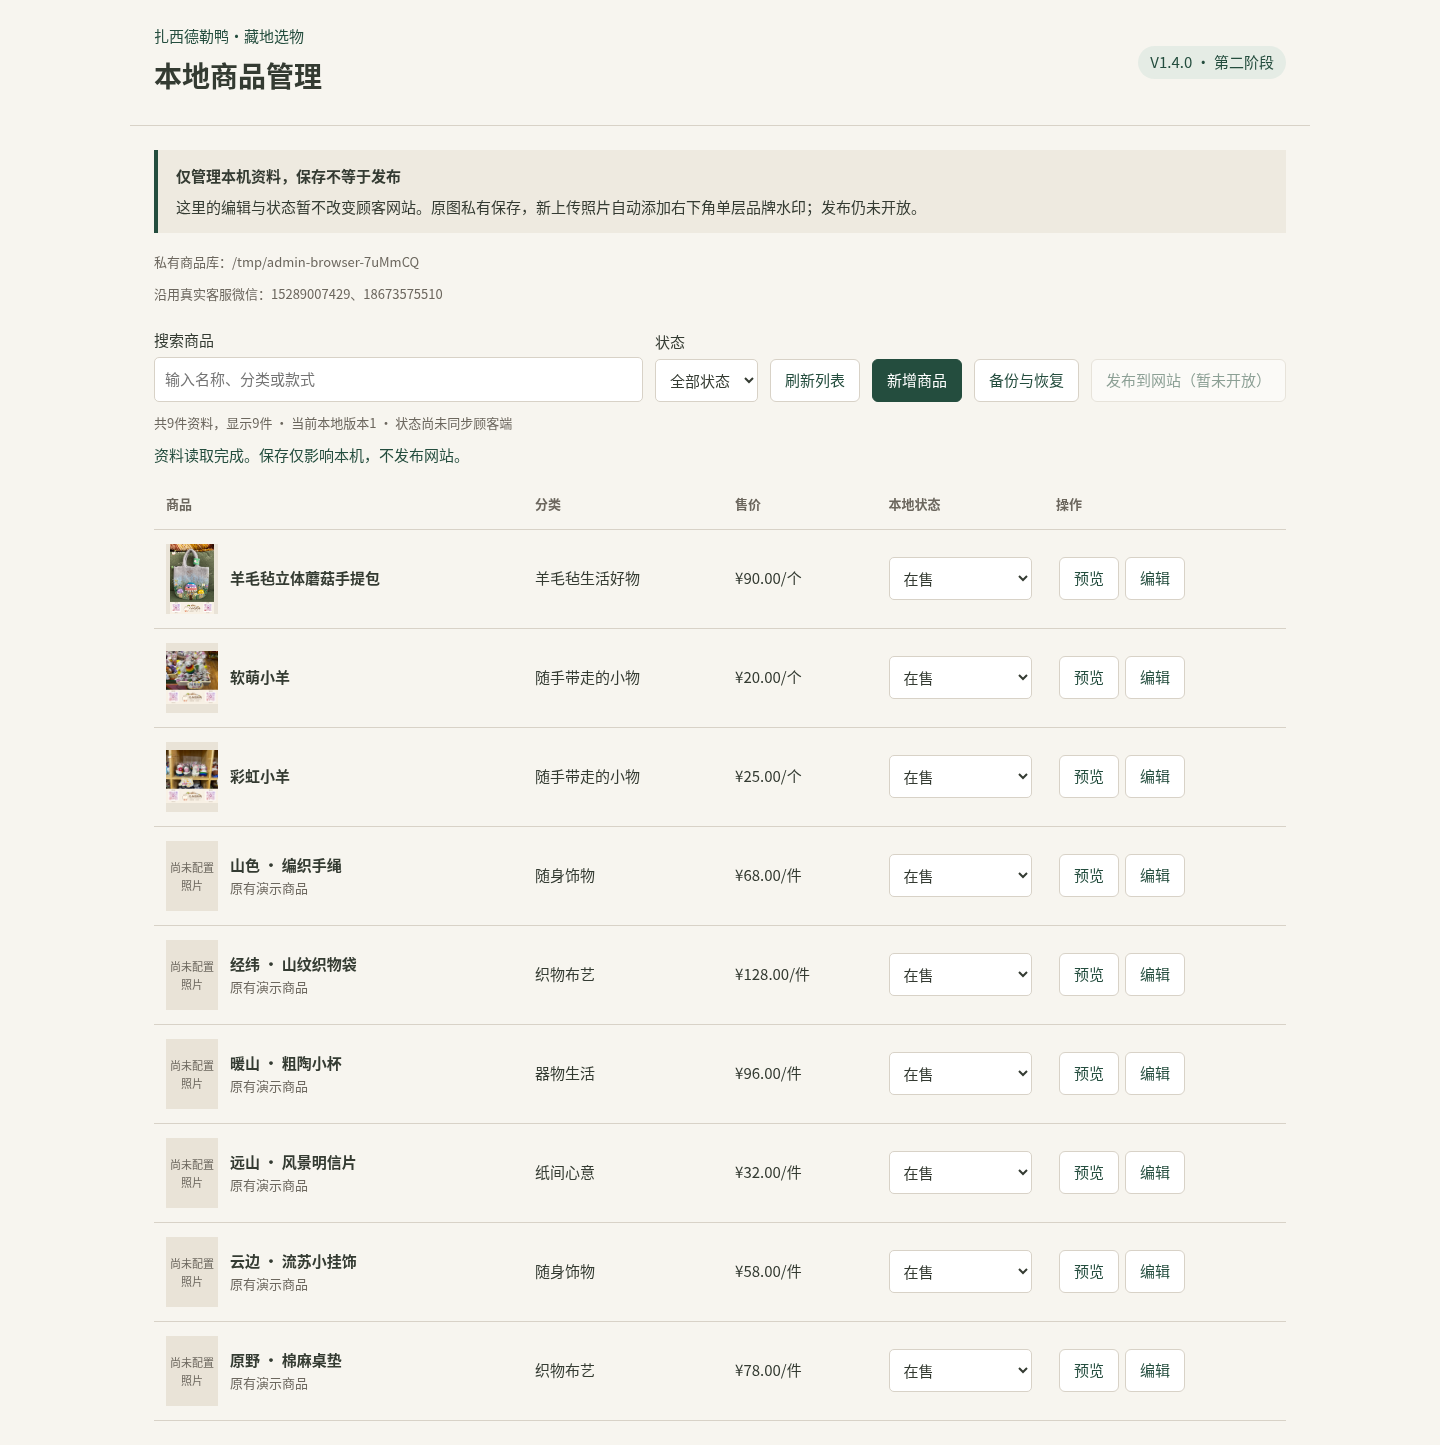 扎西德勒鸭·藏地选物
本地商品管理
V1.4.0 · 第二阶段
仅管理本机资料，保存不等于发布
这里的编辑与状态暂不改变顾客网站。原图私有保存，新上传照片自动添加右下角单层品牌水印；发布仍未开放。
私有商品库：/tmp/admin-browser-7uMmCQ
沿用真实客服微信：15289007429、18673575510
搜索商品
状态
输入名称、分类或款式
全部状态
刷新列表
新增商品
备份与恢复
发布到网站（暂未开放）
共9件资料，显示9件 · 当前本地版本1 · 状态尚未同步顾客端
资料读取完成。保存仅影响本机，不发布网站。
商品 分类 售价 本地状态 操作
羊毛毡立体蘑菇手提包 羊毛毡生活好物 ¥90.00/个 在售 预览 编辑
软萌小羊 随手带走的小物 ¥20.00/个 在售 预览 编辑
彩虹小羊 随手带走的小物 ¥25.00/个 在售 预览 编辑
尚未配置
照片
山色 · 编织手绳
原有演示商品
随身饰物 ¥68.00/件 在售 预览 编辑
尚未配置
照片
经纬 · 山纹织物袋
原有演示商品
织物布艺 ¥128.00/件 在售 预览 编辑
尚未配置
照片
暖山 · 粗陶小杯
原有演示商品
器物生活 ¥96.00/件 在售 预览 编辑
尚未配置
照片
远山 · 风景明信片
原有演示商品
纸间心意 ¥32.00/件 在售 预览 编辑
尚未配置
照片
云边 · 流苏小挂饰
原有演示商品
随身饰物 ¥58.00/件 在售 预览 编辑
尚未配置
照片
原野 · 棉麻桌垫
原有演示商品
织物布艺 ¥78.00/件 在售 预览 编辑